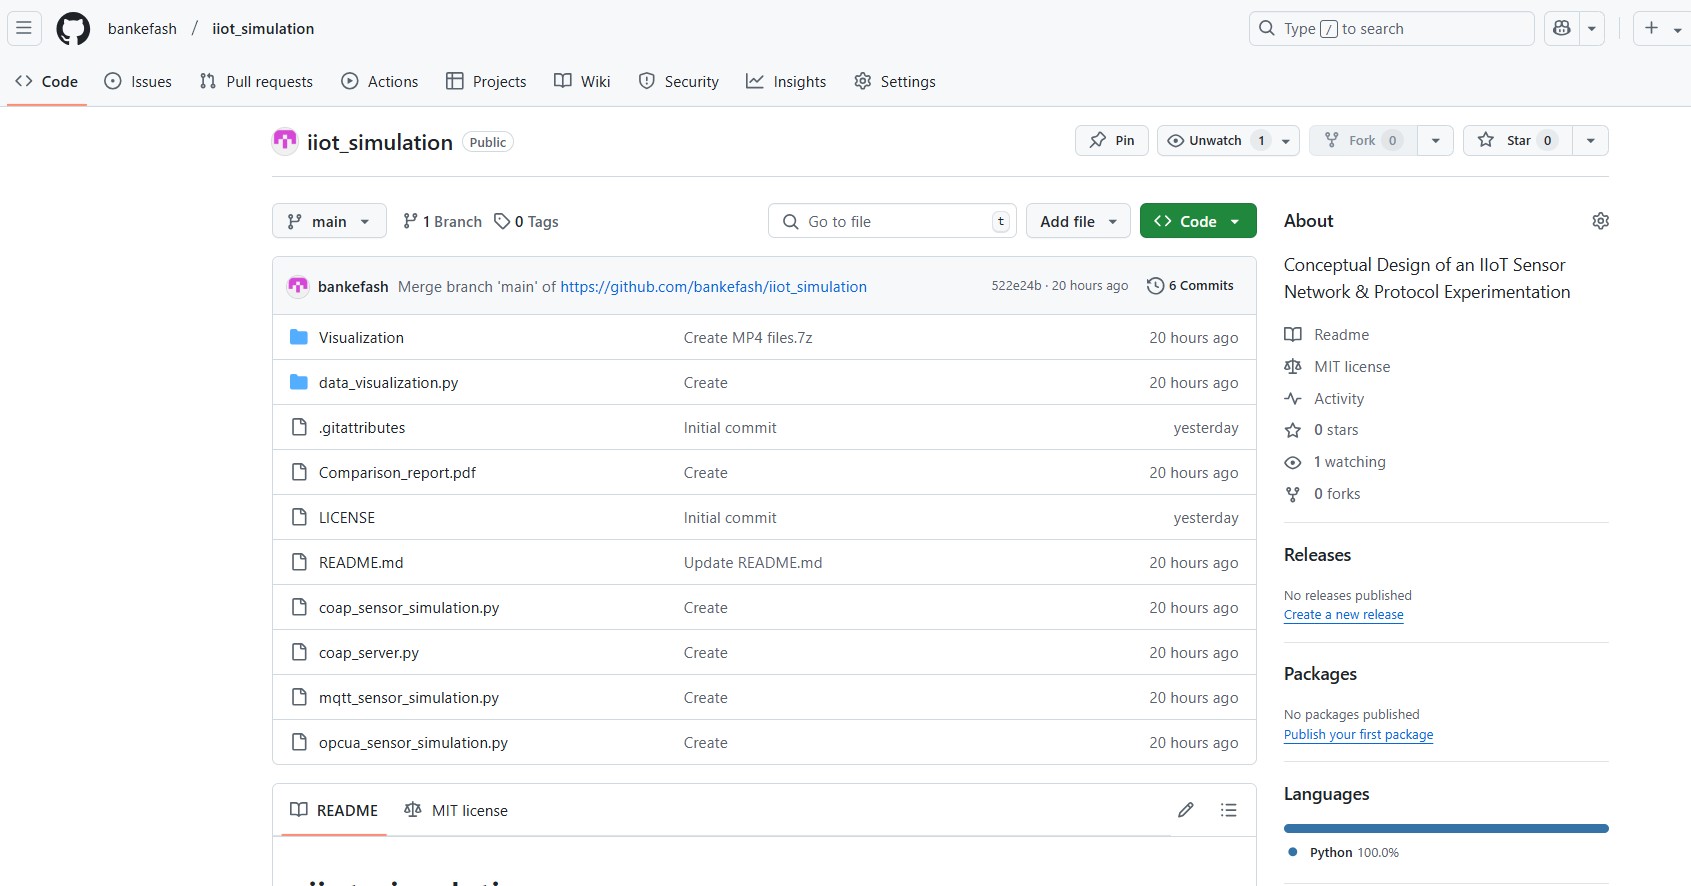 bankefash / iiot_simulation
Type / to search
Code Issues Pull requests Actions Projects Wiki Security Insights Settings
iiot_simulation Public
Pin Unwatch 1 Fork 0 Star 0
main 1 Branch 0 Tags Go to file t Add file Code
bankefash Merge branch 'main' of https://github.com/bankefash/iiot_simulation 522e24b · 20 hours ago 6 Commits
Visualization Create MP4 files.7z 20 hours ago
data_visualization.py Create 20 hours ago
.gitattributes Initial commit yesterday
Comparison_report.pdf Create 20 hours ago
LICENSE Initial commit yesterday
README.md Update README.md 20 hours ago
coap_sensor_simulation.py Create 20 hours ago
coap_server.py Create 20 hours ago
mqtt_sensor_simulation.py Create 20 hours ago
opcua_sensor_simulation.py Create 20 hours ago
README MIT license
About
Conceptual Design of an IIoT Sensor
Network & Protocol Experimentation
Readme
MIT license
Activity
0 stars
1 watching
0 forks
Releases
No releases published
Create a new release
Packages
No packages published
Publish your first package
Languages
Python 100.0%